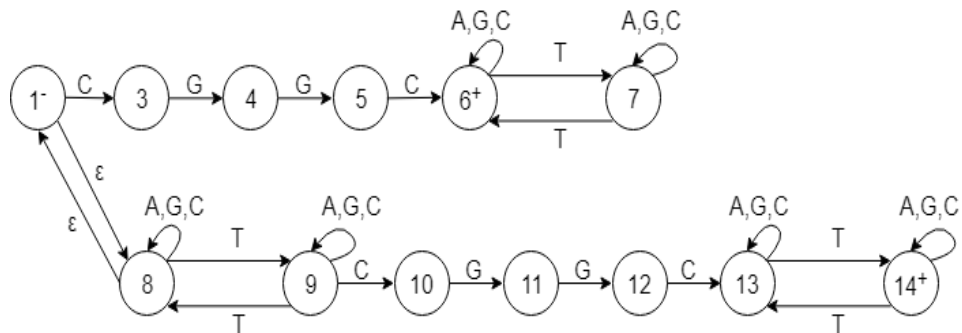 A,G,C A,G,C
T
1- C 3 G 4 G 5 C 6+ 7
T
ε
ε
A,G,C A,G,C A,G,C A,G,C
T T
8 9 C 10 G 11 G 12 C 13 14+
T T